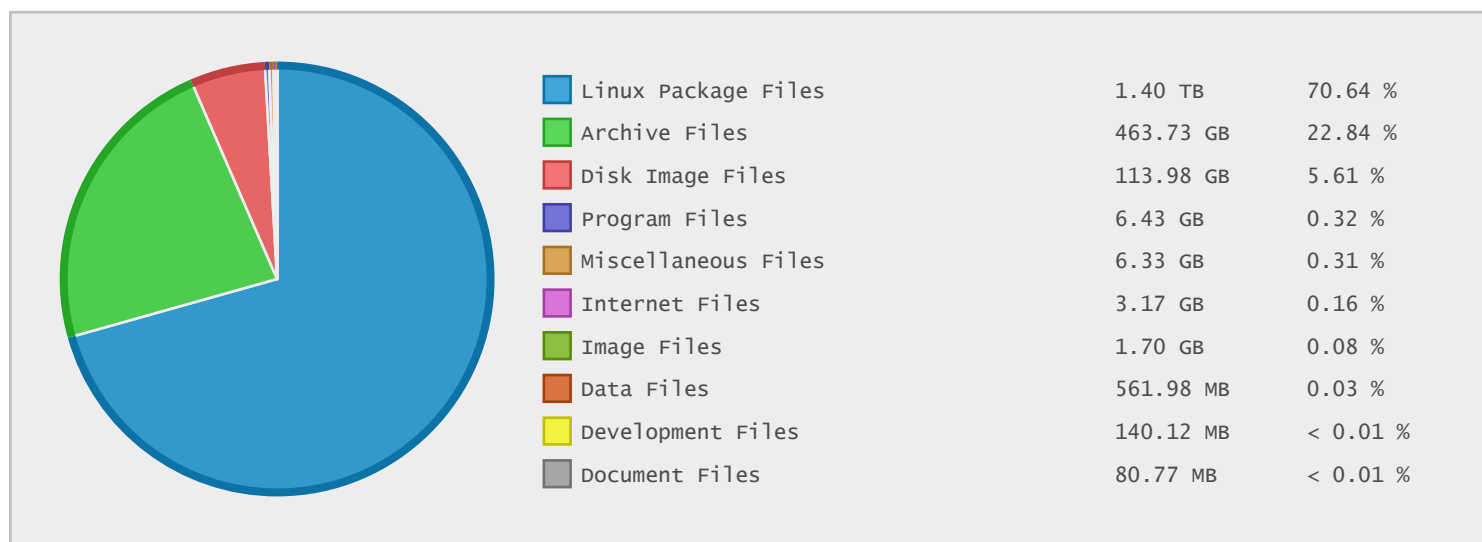 Linux Package Files 1.40 TB 70.64 %
Archive Files 463.73 GB 22.84 %
Disk Image Files 113.98 GB 5.61 %
Program Files 6.43 GB 0.32 %
Miscellaneous Files 6.33 GB 0.31 %
Internet Files 3.17 GB 0.16 %
Image Files 1.70 GB 0.08 %
Data Files 561.98 MB 0.03 %
Development Files 140.12 MB < 0.01 %
Document Files 80.77 MB < 0.01 %